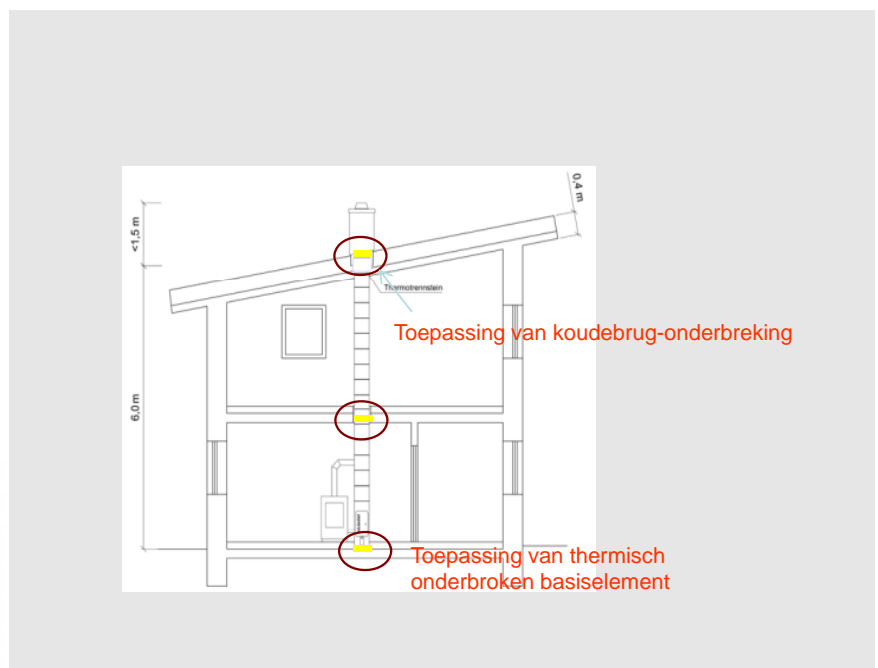 0,4 m
<1,5 m
Thermotrennstein
Toepassing van koudebrug-onderbreking
6,0 m
Toepassing van thermisch
onderbroken basiselement